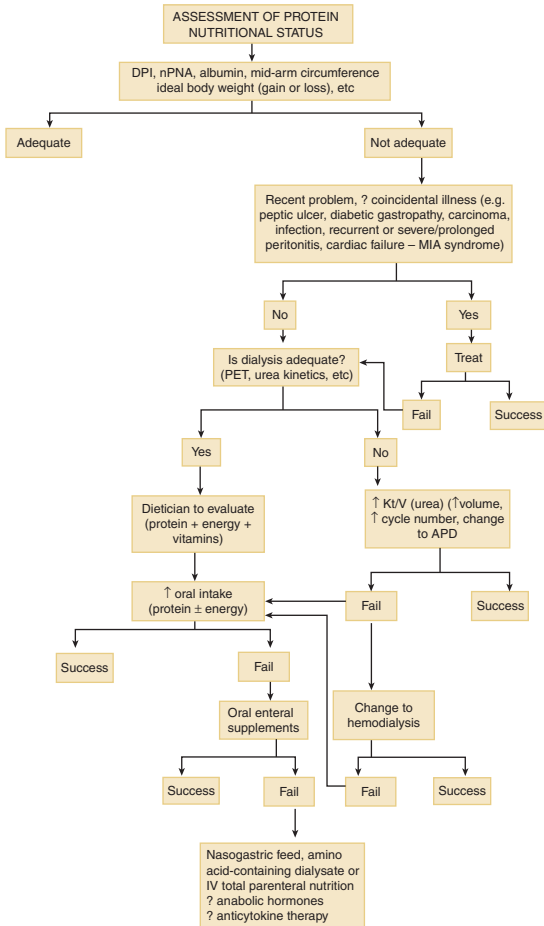 ASSESSMENT OF PROTEIN
NUTRITIONAL STATUS
DPI, nPNA, albumin, mid-arm circumference
ideal body weight (gain or loss), etc
Adequate
Not adequate
Recent problem, ? coincidental illness (e.g.
peptic ulcer, diabetic gastropathy, carcinoma,
infection, recurrent or severe/prolonged
peritonitis, cardiac failure – MIA syndrome)
No
Yes
Is dialysis adequate?
(PET, urea kinetics, etc)
Treat
Fail
Success
Yes
No
Dietician to evaluate
(protein + energy +
vitamins)
↑ Kt/V (urea) (↑volume,
↑ cycle number, change
to APD
↑ oral intake
(protein ± energy)
Fail
Success
Success
Fail
Oral enteral
supplements
Change to
hemodialysis
Success
Fail
Fail
Success
Nasogastric feed, amino
acid-containing dialysate or
IV total parenteral nutrition
? anabolic hormones
? anticytokine therapy